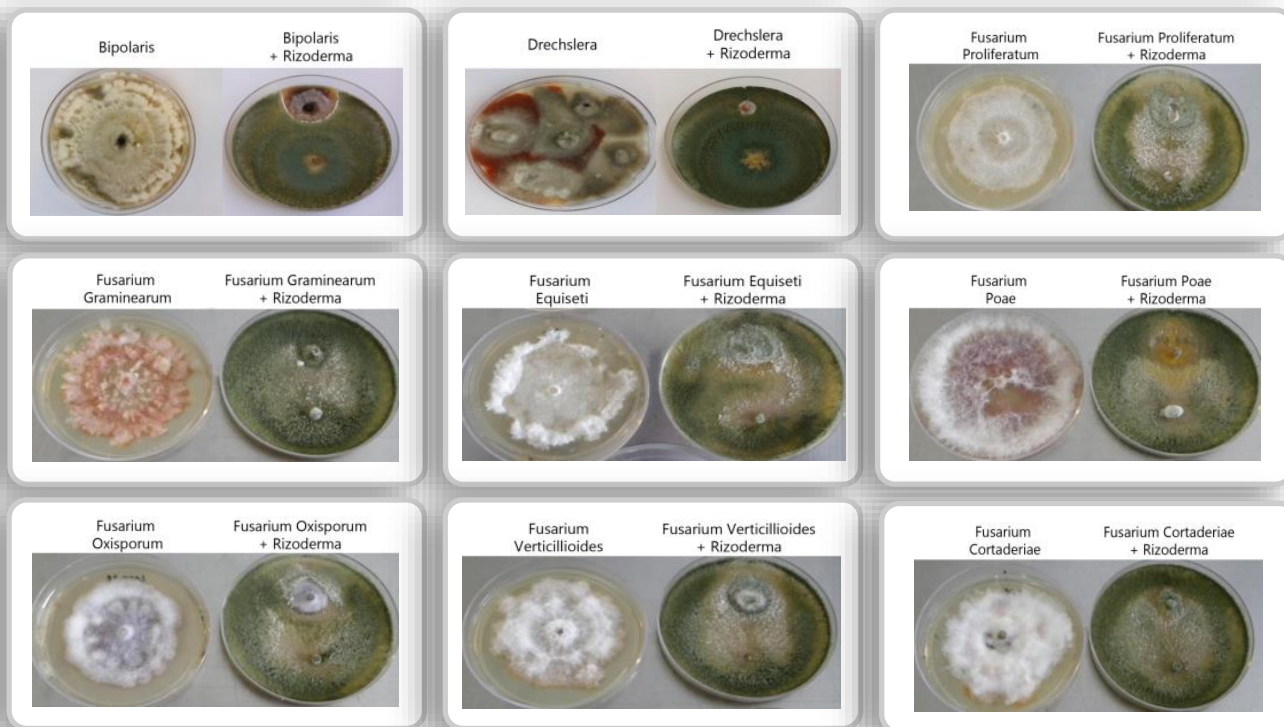 Bipolaris
Bipolaris
+ Rizoderma
Drechslera
Drechslera
+ Rizoderma
Fusarium
Proliferatum
Fusarium Proliferatum
+ Rizoderma
Fusarium
Graminearum
Fusarium Graminearum
+ Rizoderma
Fusarium
Equiseti
Fusarium Equiseti
+ Rizoderma
Fusarium
Poae
Fusarium Poae
+ Rizoderma
Fusarium
Oxisporum
Fusarium Oxisporum
+ Rizoderma
Fusarium
Verticillioides
Fusarium Verticillioides
+ Rizoderma
Fusarium
Cortaderiae
Fusarium Cortaderiae
+ Rizoderma